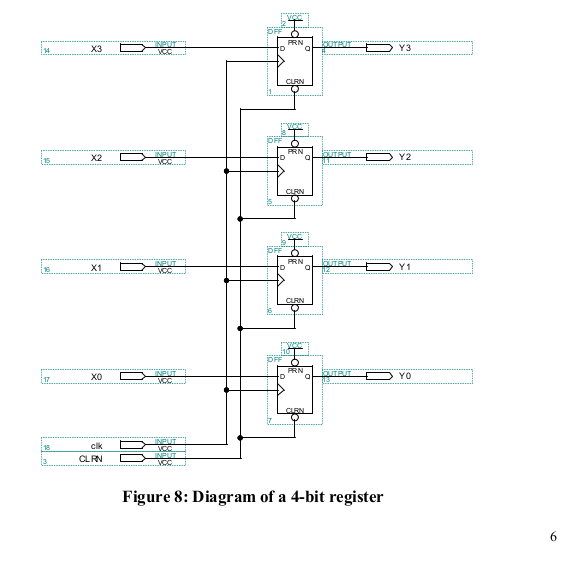 VCC
2
DFF
PRN
X3 INPUT D Q OUTPUT Y3
14 VCC 4
CLRN
1
VCC
8
DFF
PRN
X2 INPUT D Q OUTPUT Y2
15 VCC 11
CLRN
5
VCC
9
DFF
PRN
X1 INPUT D Q OUTPUT Y1
16 VCC 12
CLRN
6
VCC
10
DFF
PRN
X0 INPUT D Q OUTPUT Y0
17 VCC 13
CLRN
7
clk INPUT
18 VCC
CLRN INPUT
3 VCC
Figure 8: Diagram of a 4-bit register
6